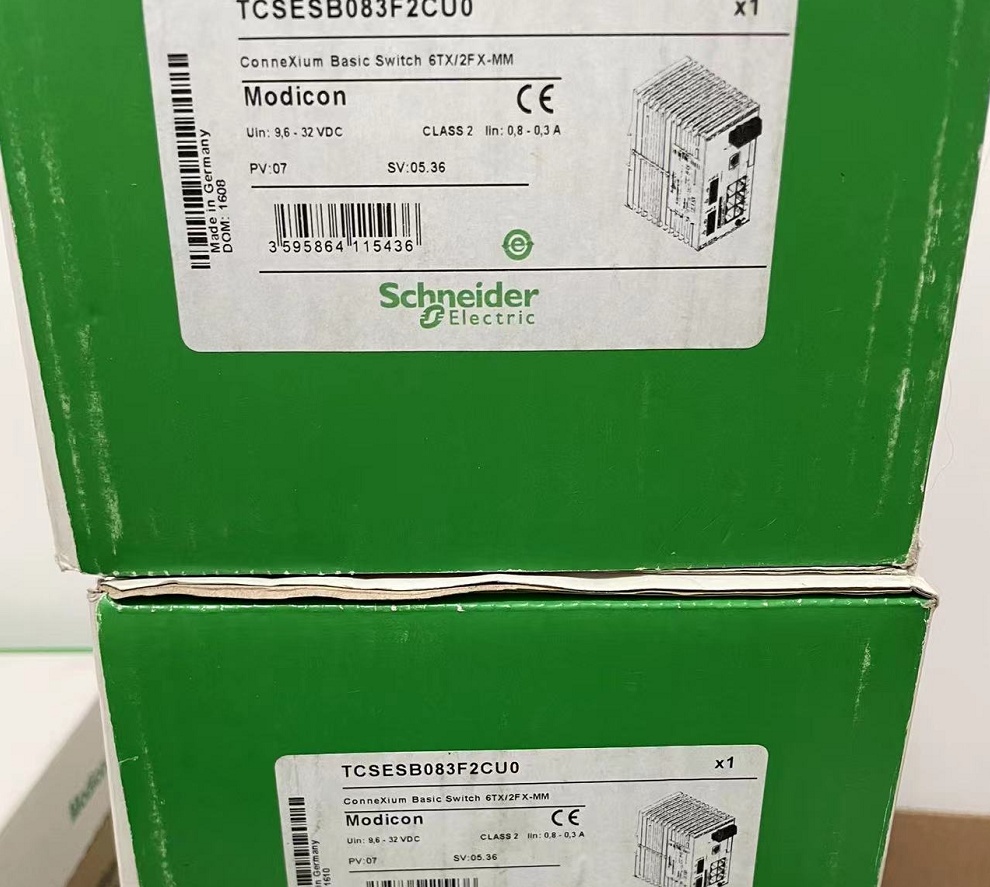 TCSESB083F2CU0 x1
ConneXium Basic Switch 6TX/2FX-MM
Modicon CE
Uin: 9,6 - 32 VDC CLASS 2 Iin: 0,8 - 0,3 A
PV:07 SV:05.36
Made in Germany
DOM: 1608
3 595864 115436
Schneider
Electric
TCSESB083F2CU0 x1
ConneXium Basic Switch 6TX/2FX-MM
Modicon CE
Uin: 9,6 - 32 VDC CLASS 2 Iin: 0,8 - 0,3 A
PV:07 SV:05.36
in Germany
1610